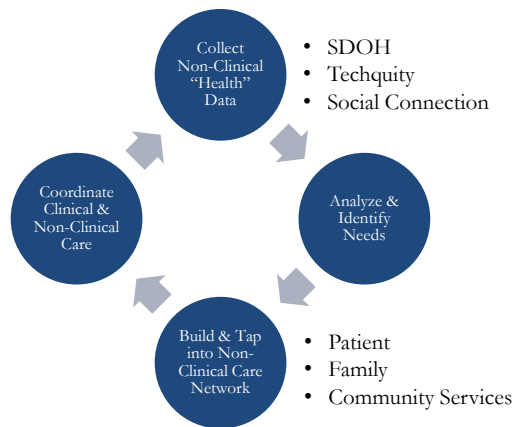 Collect
Non-Clinical
“Health”
Data
• SDOH
• Techquity
• Social Connection
Analyze &
Identify
Needs
Build & Tap
into Non-
Clinical Care
Network
• Patient
• Family
• Community Services
Coordinate
Clinical &
Non-Clinical
Care